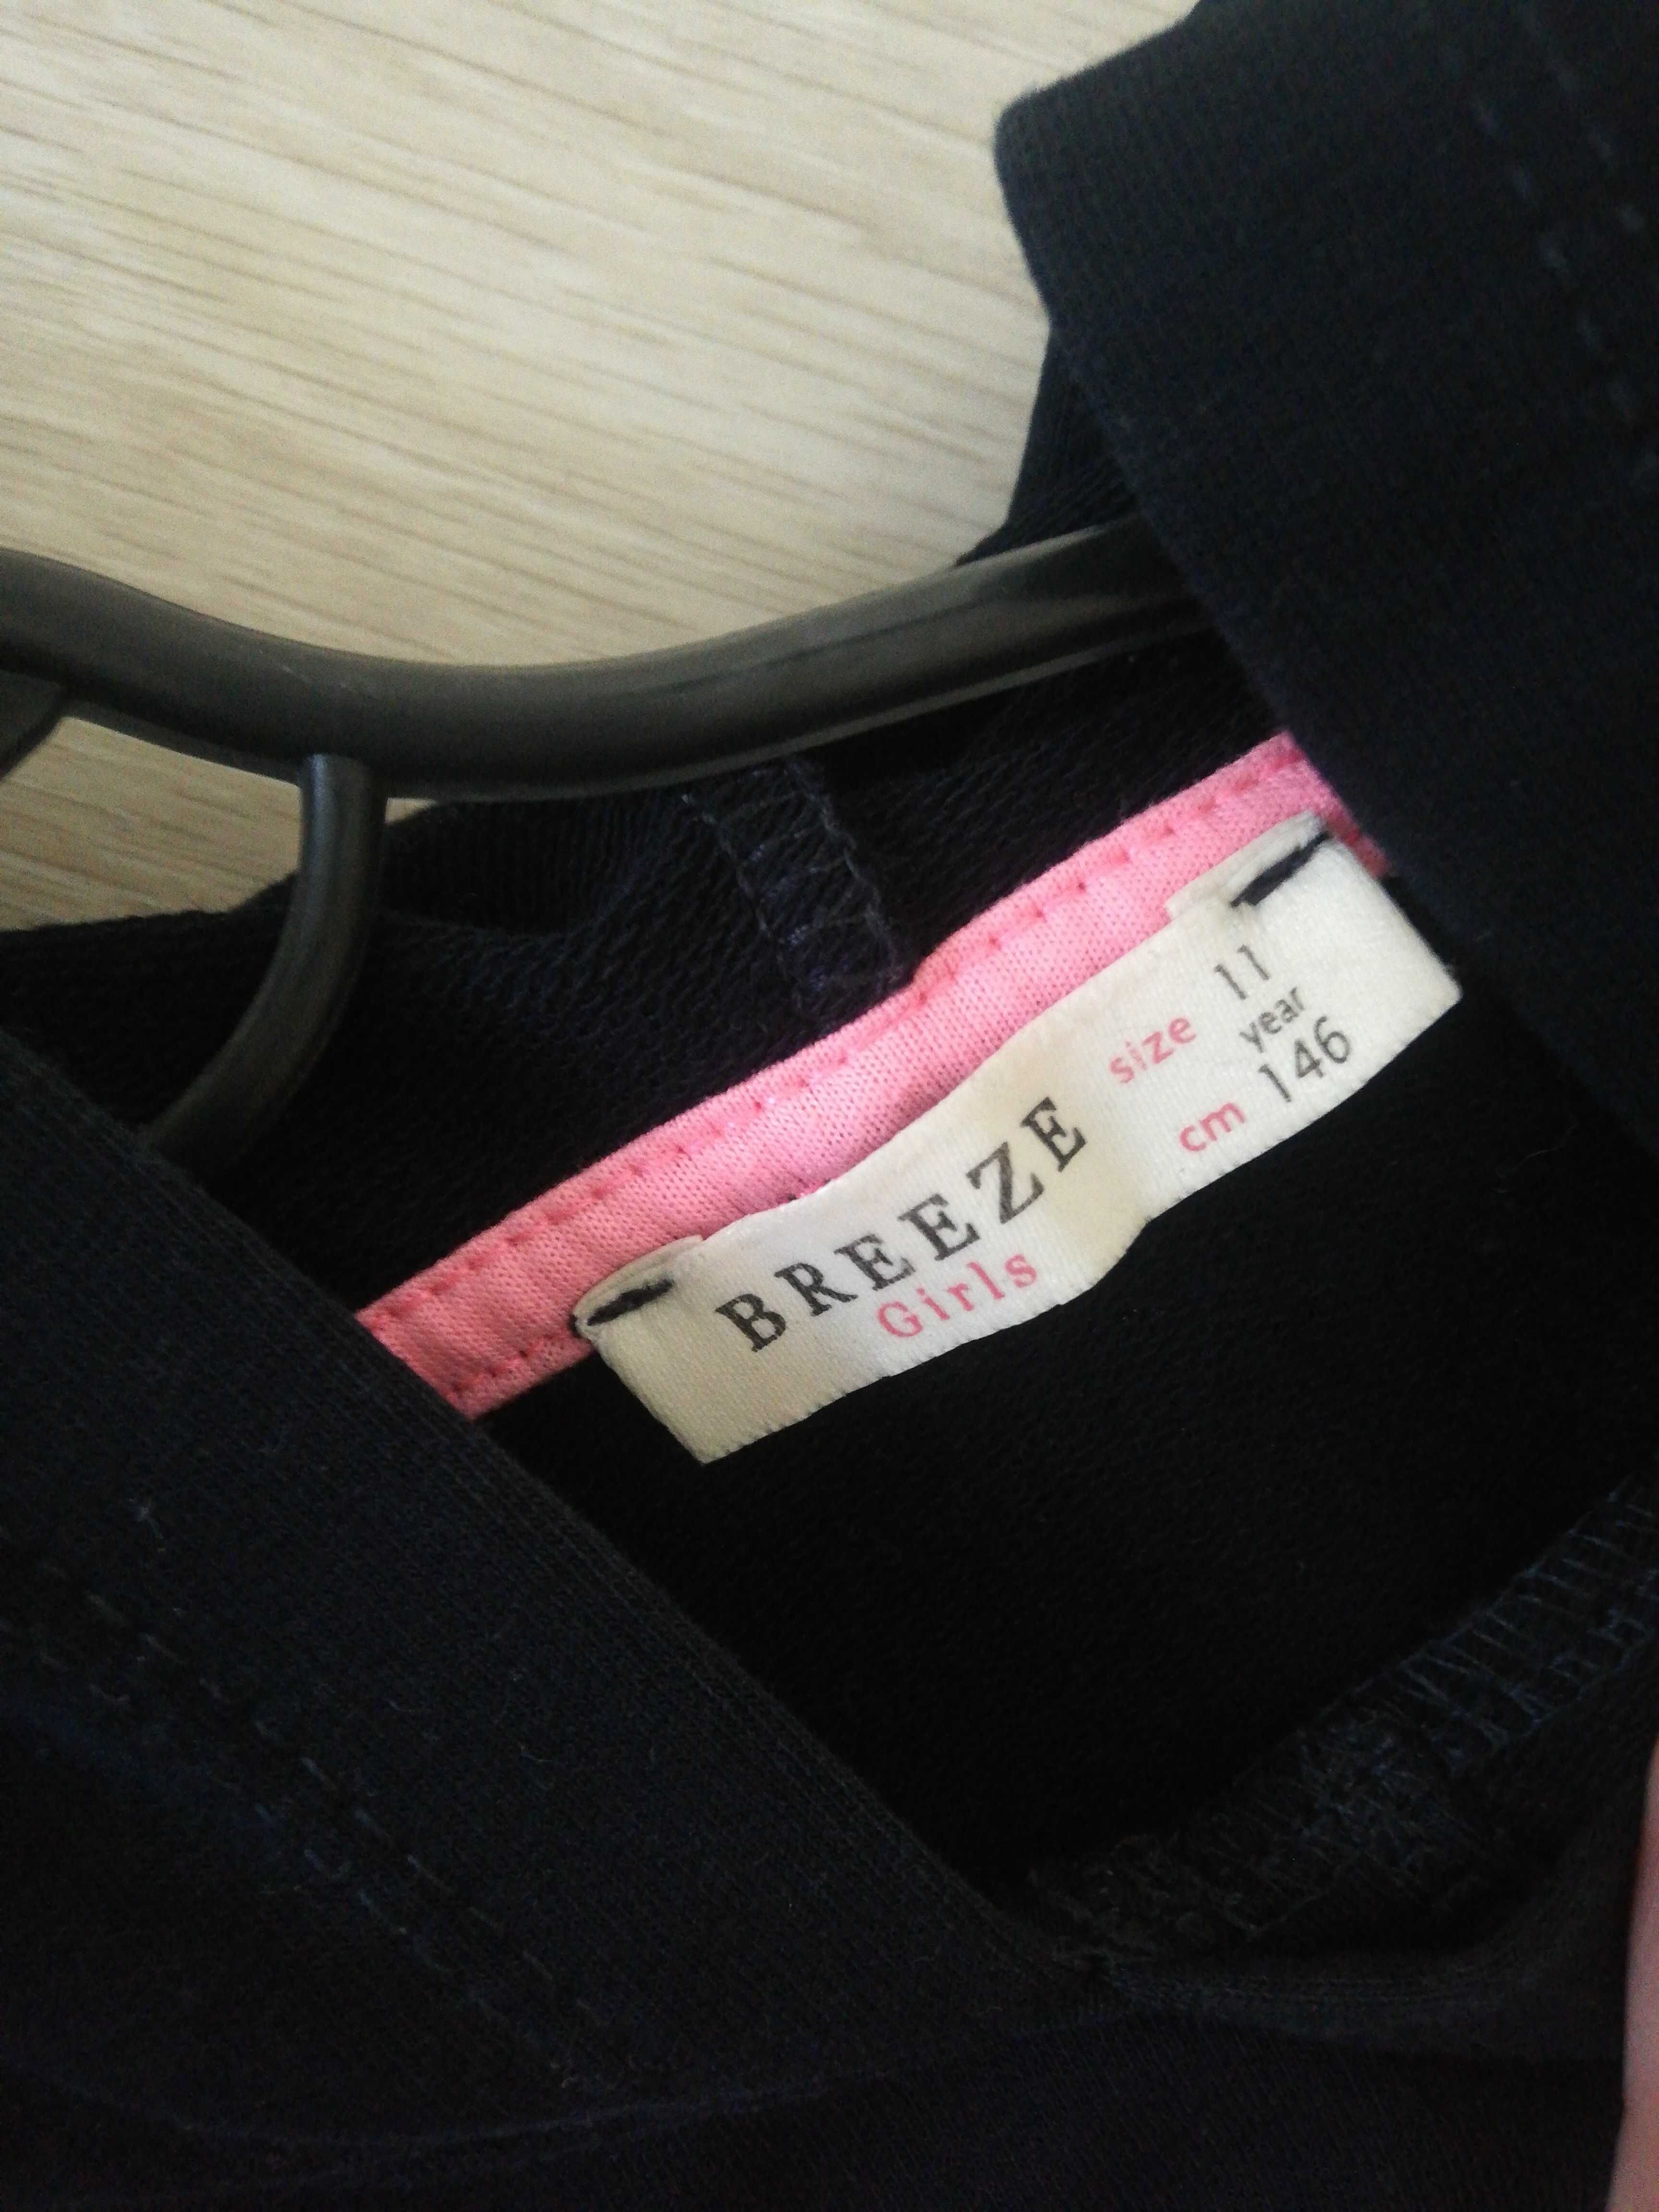 BREEZE
Girls
size 11
year
cm 146